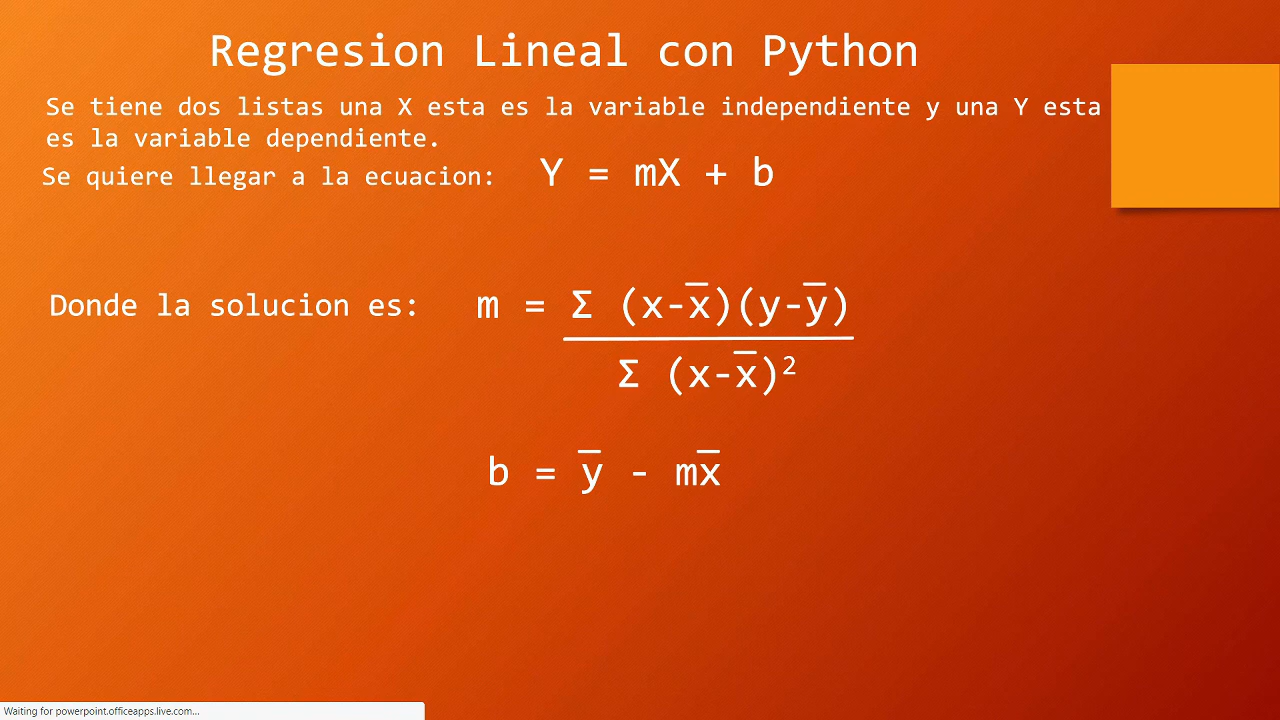 Regresion Lineal con Python
Se tiene dos listas una X esta es la variable independiente y una Y esta
es la variable dependiente.
Se quiere llegar a la ecuacion: Y = mX + b
Donde la solucion es: m = Σ (x-x̅)(y-y̅)
Σ (x-x̅)²
b = y̅ - mx̅
Waiting for powerpoint.officeapps.live.com...